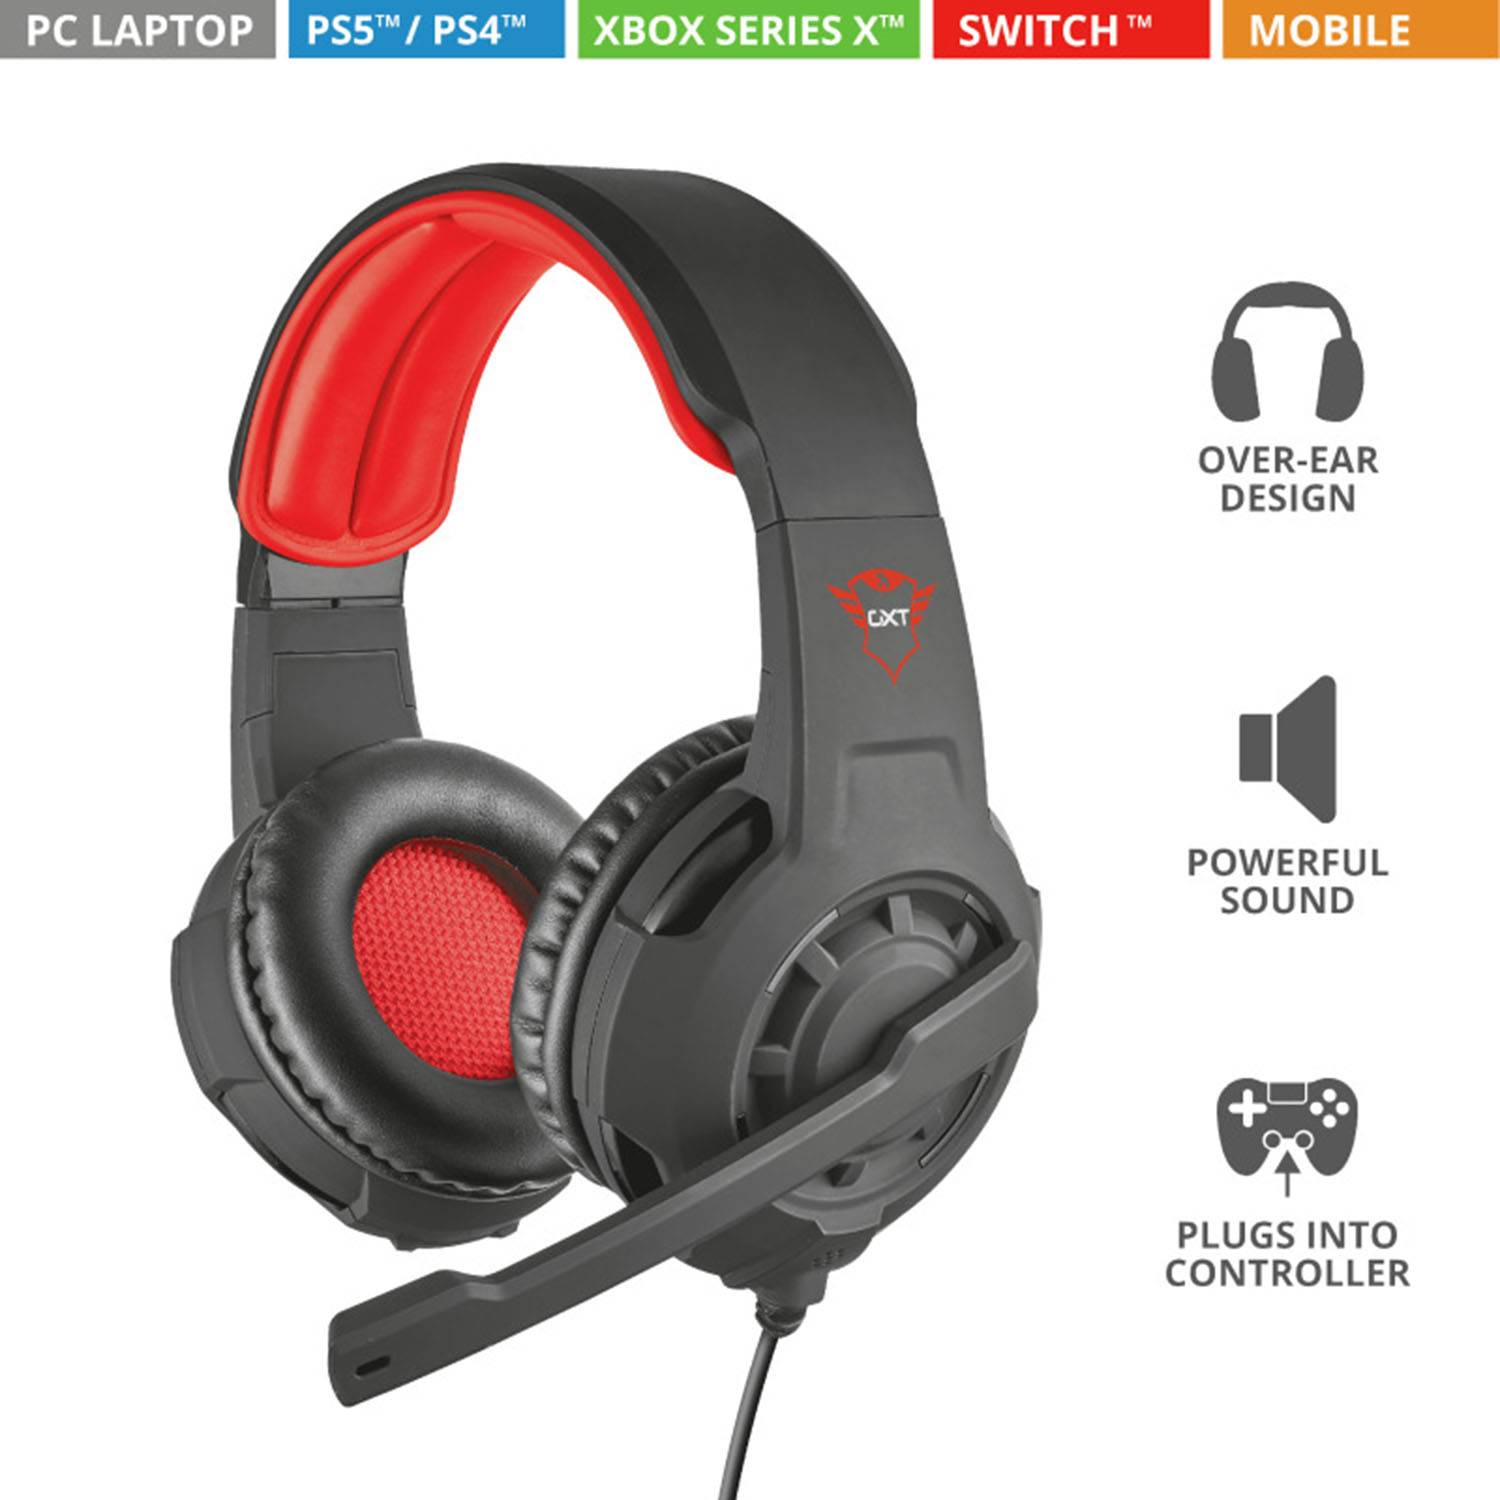 PC LAPTOP
PS5™ / PS4™
XBOX SERIES X™
SWITCH™
MOBILE
GXT
OVER-EAR
DESIGN
POWERFUL
SOUND
PLUGS INTO
CONTROLLER